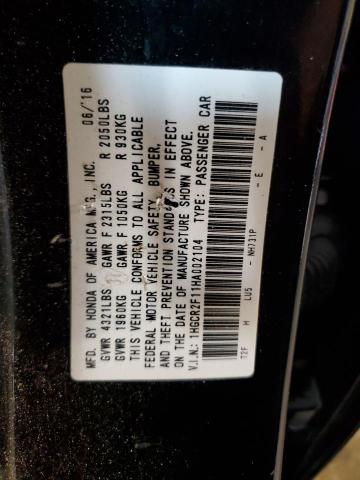 MFD. BY HONDA OF AMERICA MFG., INC. 06/16
GVWR 4321LBS GAWR F 2315LBS R 2050LBS
GVWR 1960KG GAWR F 1050KG R 930KG
THIS VEHICLE CONFORMS TO ALL APPLICABLE
FEDERAL MOTOR VEHICLE SAFETY, BUMPER,
AND THEFT PREVENTION STANDARDS IN EFFECT
ON THE DATE OF MANUFACTURE SHOWN ABOVE.
V.I.N.: 1HGCR2F11HA002104 TYPE: PASSENGER CAR
T2F H LU5 NH731P - E - A